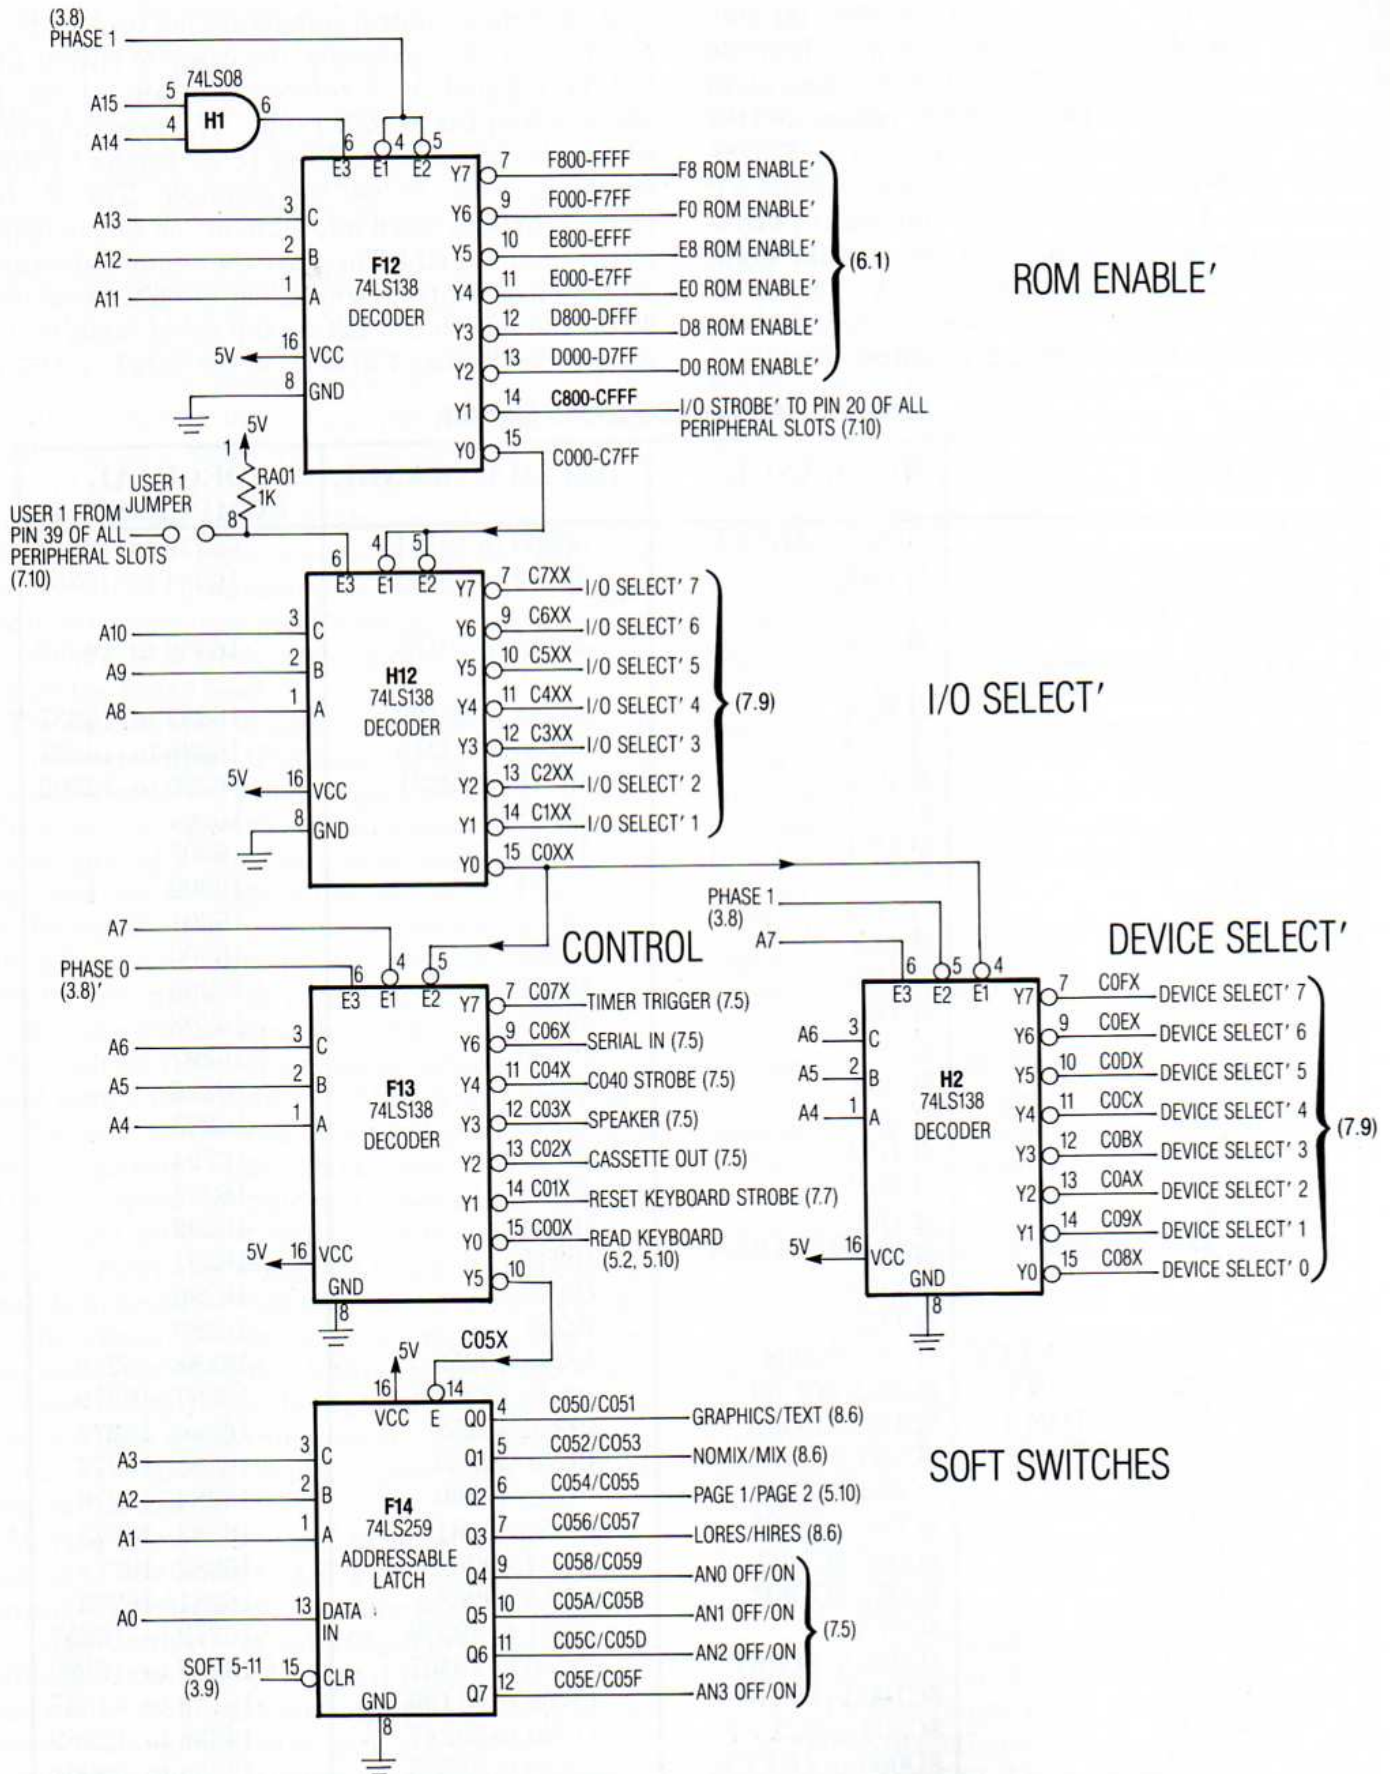 (3.8)
PHASE 1
74LS08
A15
5
H1
6
A14
4
6
4
5
E3
E1
E2
A13
3
C
A12
2
B
A11
1
A
F12
74LS138
DECODER
5V
16
VCC
8
GND
Y7
7
F800-FFFF
F8 ROM ENABLE'
Y6
9
F000-F7FF
F0 ROM ENABLE'
Y5
10
E800-EFFF
E8 ROM ENABLE'
Y4
11
E000-E7FF
E0 ROM ENABLE'
Y3
12
D800-DFFF
D8 ROM ENABLE'
Y2
13
D000-D7FF
D0 ROM ENABLE'
(6.1)
ROM ENABLE'
Y1
14
C800-CFFF
I/O STROBE' TO PIN 20 OF ALL
PERIPHERAL SLOTS (7.10)
Y0
15
C000-C7FF
5V
1
RA01
1K
8
USER 1
JUMPER
USER 1 FROM
PIN 39 OF ALL
PERIPHERAL SLOTS
(7.10)
6
4
5
E3
E1
E2
A10
3
C
A9
2
B
A8
1
A
H12
74LS138
DECODER
5V
16
VCC
8
GND
Y7
7
C7XX
I/O SELECT' 7
Y6
9
C6XX
I/O SELECT' 6
Y5
10
C5XX
I/O SELECT' 5
Y4
11
C4XX
I/O SELECT' 4
Y3
12
C3XX
I/O SELECT' 3
Y2
13
C2XX
I/O SELECT' 2
Y1
14
C1XX
I/O SELECT' 1
(7.9)
I/O SELECT'
Y0
15
C0XX
CONTROL
A7
PHASE 0
(3.8)'
6
4
5
E3
E1
E2
A6
3
C
A5
2
B
A4
1
A
F13
74LS138
DECODER
5V
16
VCC
GND
8
Y7
7
C07X
TIMER TRIGGER (7.5)
Y6
9
C06X
SERIAL IN (7.5)
Y4
11
C04X
C040 STROBE (7.5)
Y3
12
C03X
SPEAKER (7.5)
Y2
13
C02X
CASSETTE OUT (7.5)
Y1
14
C01X
RESET KEYBOARD STROBE (7.7)
Y0
15
C00X
READ KEYBOARD
(5.2, 5.10)
Y5
10
C05X
PHASE 1
(3.8)
A7
DEVICE SELECT'
6
5
4
E3
E2
E1
A6
3
C
A5
2
B
A4
1
A
H2
74LS138
DECODER
5V
16
VCC
GND
8
Y7
7
C0FX
DEVICE SELECT' 7
Y6
9
C0EX
DEVICE SELECT' 6
Y5
10
C0DX
DEVICE SELECT' 5
Y4
11
C0CX
DEVICE SELECT' 4
Y3
12
C0BX
DEVICE SELECT' 3
Y2
13
C0AX
DEVICE SELECT' 2
Y1
14
C09X
DEVICE SELECT' 1
Y0
15
C08X
DEVICE SELECT' 0
(7.9)
5V
16
14
VCC
E
A3
3
C
A2
2
B
A1
1
A
F14
74LS259
ADDRESSABLE
LATCH
A0
13
DATA
IN
SOFT 5-11
(3.9)
15
CLR
GND
8
Q0
4
C050/C051
GRAPHICS/TEXT (8.6)
Q1
5
C052/C053
NOMIX/MIX (8.6)
Q2
6
C054/C055
PAGE 1/PAGE 2 (5.10)
Q3
7
C056/C057
LORES/HIRES (8.6)
Q4
9
C058/C059
AN0 OFF/ON
Q5
10
C05A/C05B
AN1 OFF/ON
Q6
11
C05C/C05D
AN2 OFF/ON
Q7
12
C05E/C05F
AN3 OFF/ON
(7.5)
SOFT SWITCHES